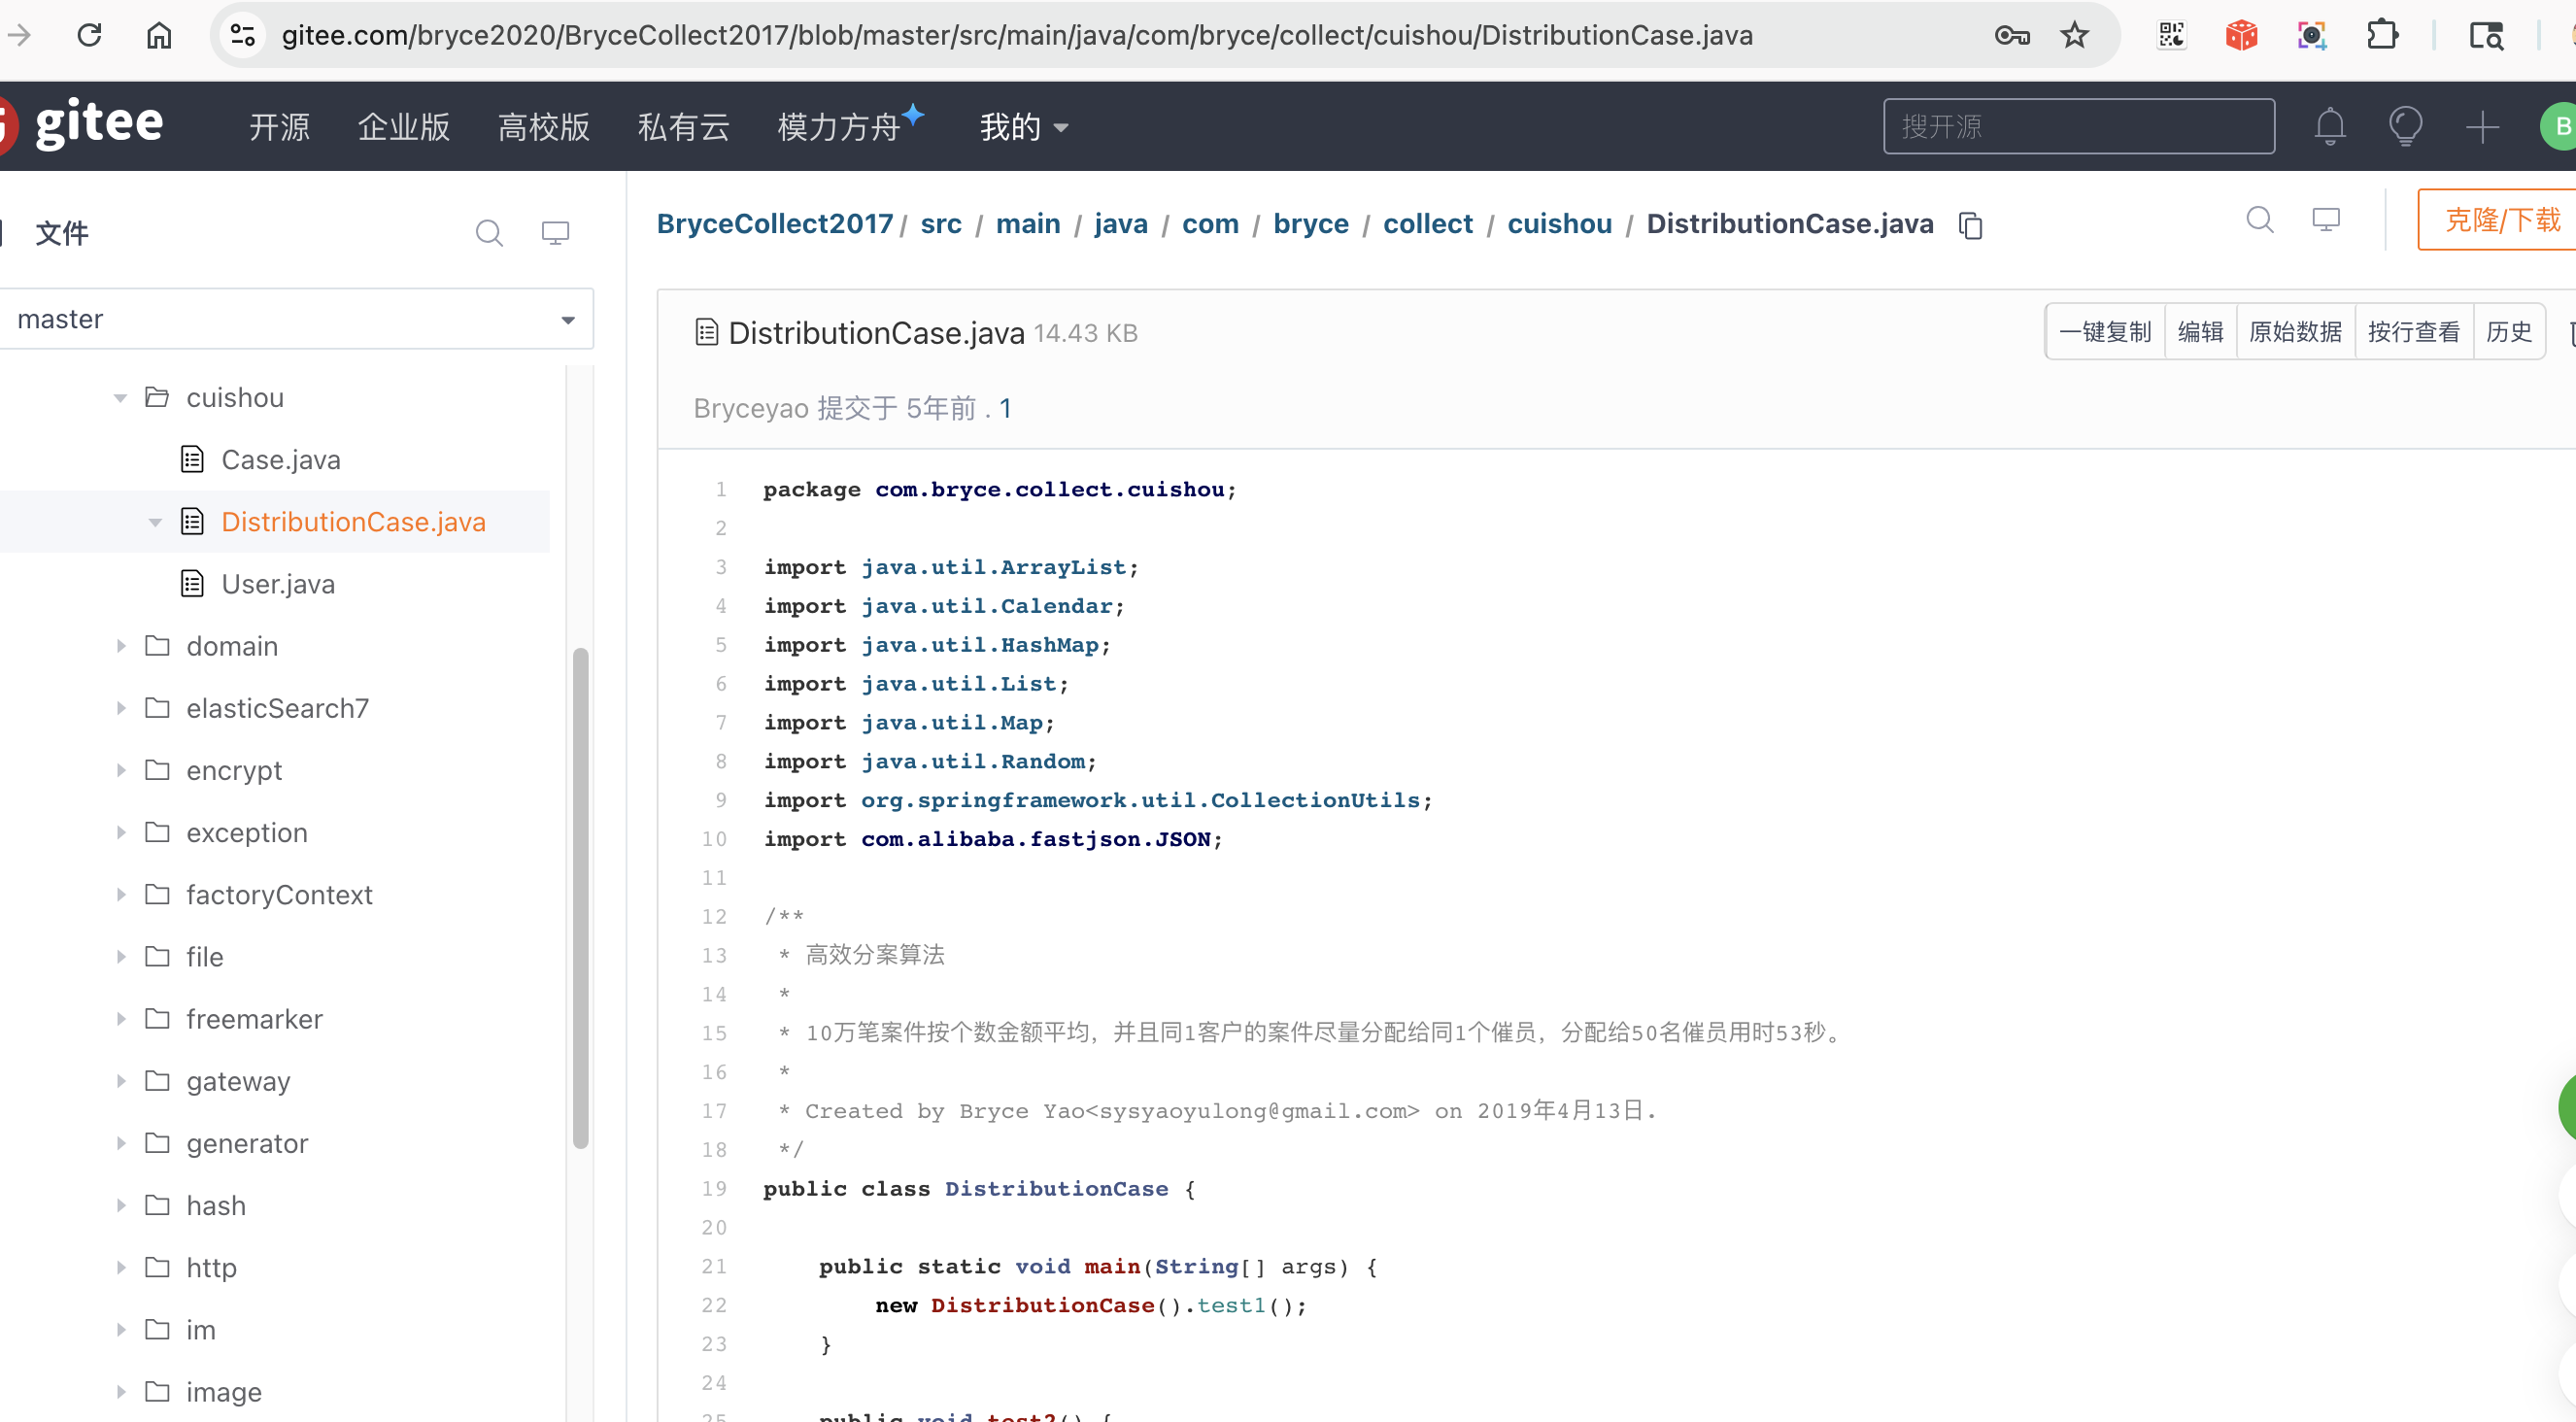 gitee.com/bryce2020/BryceCollect2017/blob/master/src/main/java/com/bryce/collect/cuishou/DistributionCase.java
gitee
开源
企业版
高校版
私有云
模力方舟
我的
搜开源
B
文件
master
cuishou
Case.java
DistributionCase.java
User.java
domain
elasticSearch7
encrypt
exception
factoryContext
file
freemarker
gateway
generator
hash
http
im
image
BryceCollect2017 / src / main / java / com / bryce / collect / cuishou / DistributionCase.java
克隆/下载
DistributionCase.java 14.43 KB
一键复制
编辑
原始数据
按行查看
历史
Bryceyao 提交于 5年前 . 1
1 package com.bryce.collect.cuishou;
2
3 import java.util.ArrayList;
4 import java.util.Calendar;
5 import java.util.HashMap;
6 import java.util.List;
7 import java.util.Map;
8 import java.util.Random;
9 import org.springframework.util.CollectionUtils;
10 import com.alibaba.fastjson.JSON;
11
12 /**
13 * 高效分案算法
14 *
15 * 10万笔案件按个数金额平均，并且同1个客户的案件尽量分配给同1个催员，分配给50名催员用时53秒。
16 *
17 * Created by Bryce Yao<sysyaoyulong@gmail.com> on 2019年4月13日.
18 */
19 public class DistributionCase {
20
21 public static void main(String[] args) {
22 new DistributionCase().test1();
23 }
24
25 public void test2() {